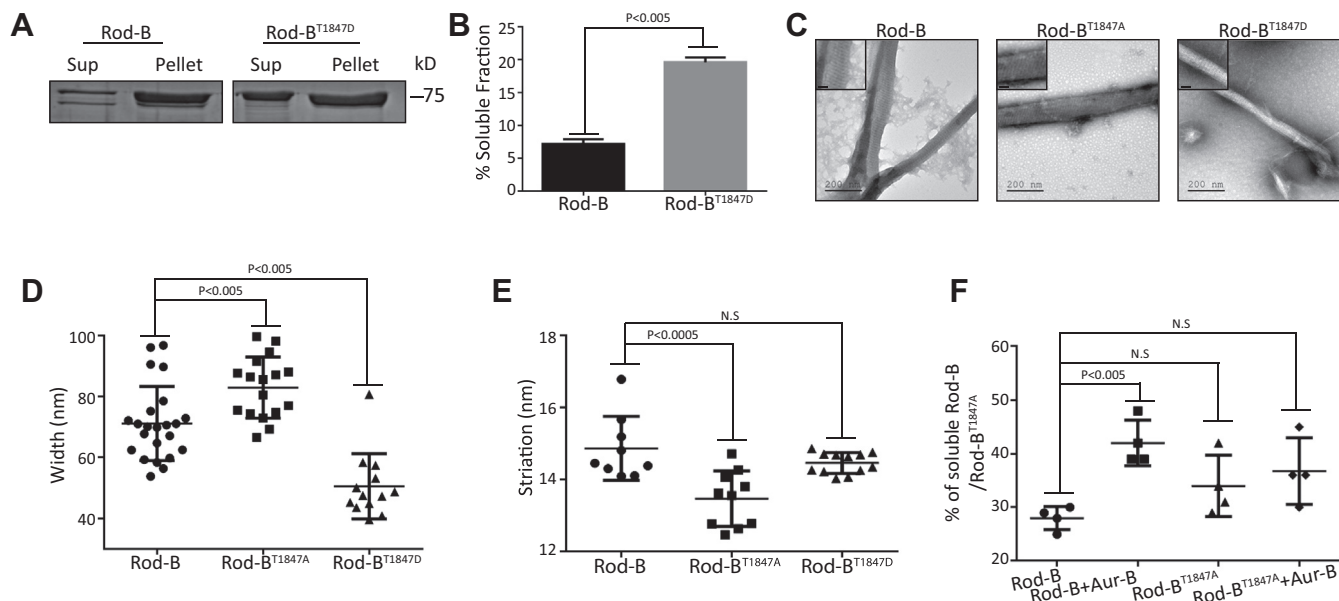 A
Rod-B
Rod-BT1847D
Sup Pellet Sup Pellet kD
75
B
P<0.005
% Soluble Fraction
25
20
15
10
5
0
Rod-B Rod-BT1847D
C
Rod-B Rod-BT1847A Rod-BT1847D
200 nm 200 nm 200 nm
D
P<0.005
P<0.005
Width (nm)
100
80
60
40
Rod-B Rod-BT1847A Rod-BT1847D
E
N.S
P<0.0005
Striation (nm)
18
16
14
12
Rod-B Rod-BT1847A Rod-BT1847D
F
N.S
N.S
P<0.005
% of soluble Rod-B
/Rod-BT1847A
60
50
40
30
20
Rod-B
Rod-B+Aur-B
Rod-BT1847A
Rod-BT1847A+Aur-B